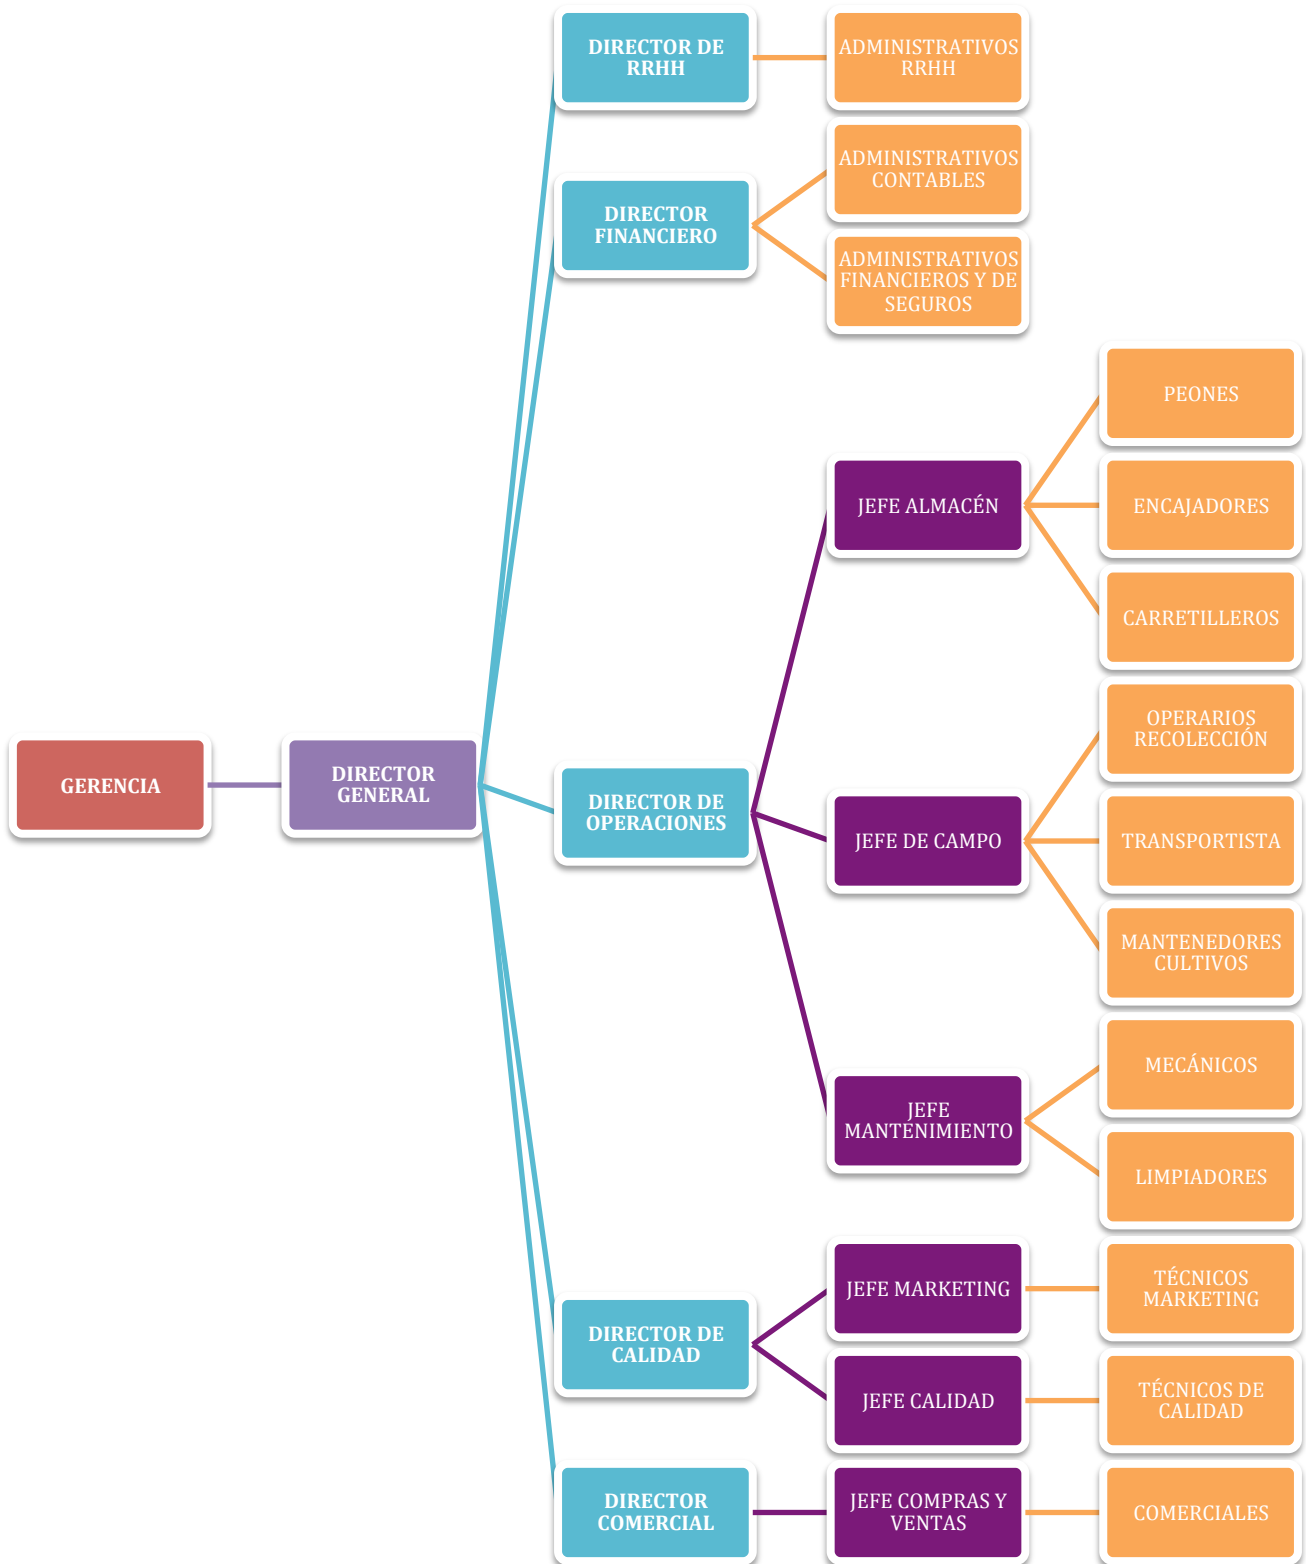 DIRECTOR DE
RRHH
ADMINISTRATIVOS
RRHH
ADMINISTRATIVOS
CONTABLES
DIRECTOR
FINANCIERO
ADMINISTRATIVOS
FINANCIEROS Y DE
SEGUROS
PEONES
JEFE ALMACÉN
ENCAJADORES
CARRETILLEROS
OPERARIOS
RECOLECCIÓN
GERENCIA
DIRECTOR
GENERAL
DIRECTOR DE
OPERACIONES
JEFE DE CAMPO
TRANSPORTISTA
MANTENEDORES
CULTIVOS
MECÁNICOS
JEFE
MANTENIMIENTO
LIMPIADORES
JEFE MARKETING
TÉCNICOS
MARKETING
DIRECTOR DE
CALIDAD
JEFE CALIDAD
TÉCNICOS DE
CALIDAD
DIRECTOR
COMERCIAL
JEFE COMPRAS Y
VENTAS
COMERCIALES